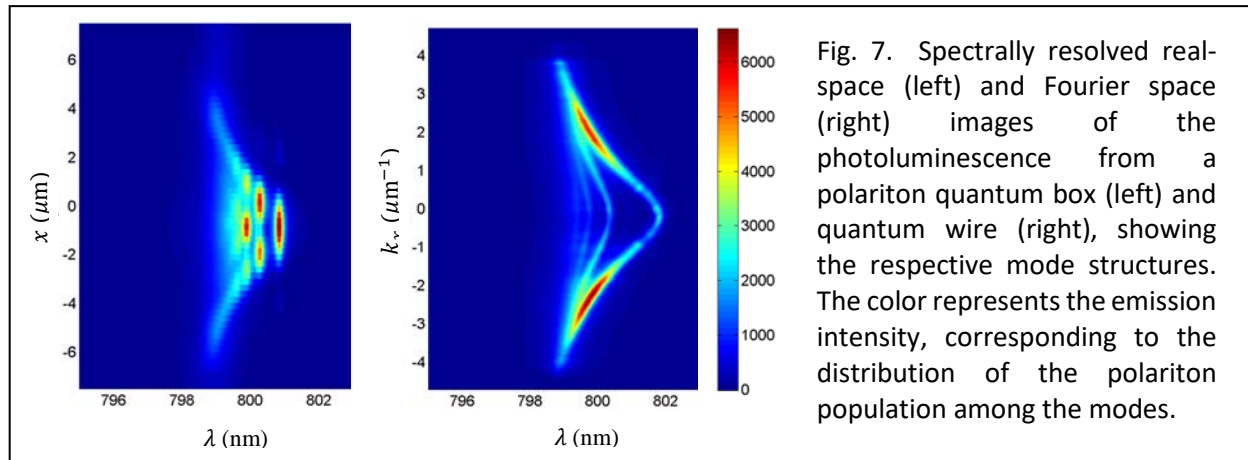 6
4
2
0
-2
-4
-6
x (μm)
796
798
800
802
λ (nm)
4
3
2
1
0
-1
-2
-3
-4
(μm⁻¹)
796
798
800
802
λ (nm)
6000
5000
4000
3000
2000
1000
0
Fig. 7. Spectrally resolved real-
space (left) and Fourier space
(right) images of the
photoluminescence from a
polariton quantum box (left) and
quantum wire (right), showing
the respective mode structures.
The color represents the emission
intensity, corresponding to the
distribution of the polariton
population among the modes.